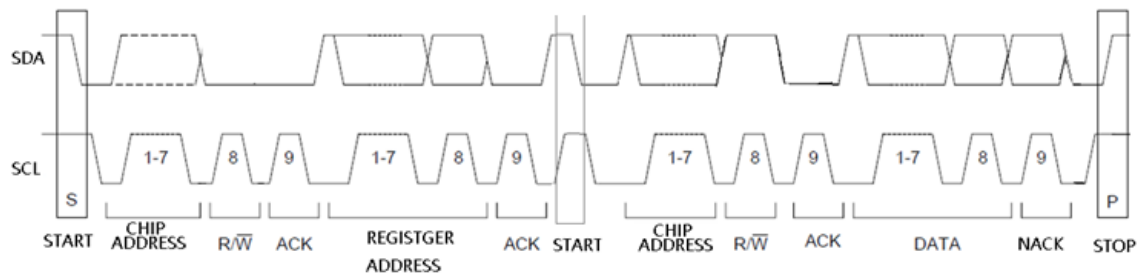 SDA
SCL
1-7 8 9 1-7 8 9 1-7 8 9 1-7 8 9
S P
START CHIP ADDRESS R/W̅ ACK REGISTGER ADDRESS ACK START CHIP ADDRESS R/W̅ ACK DATA NACK STOP